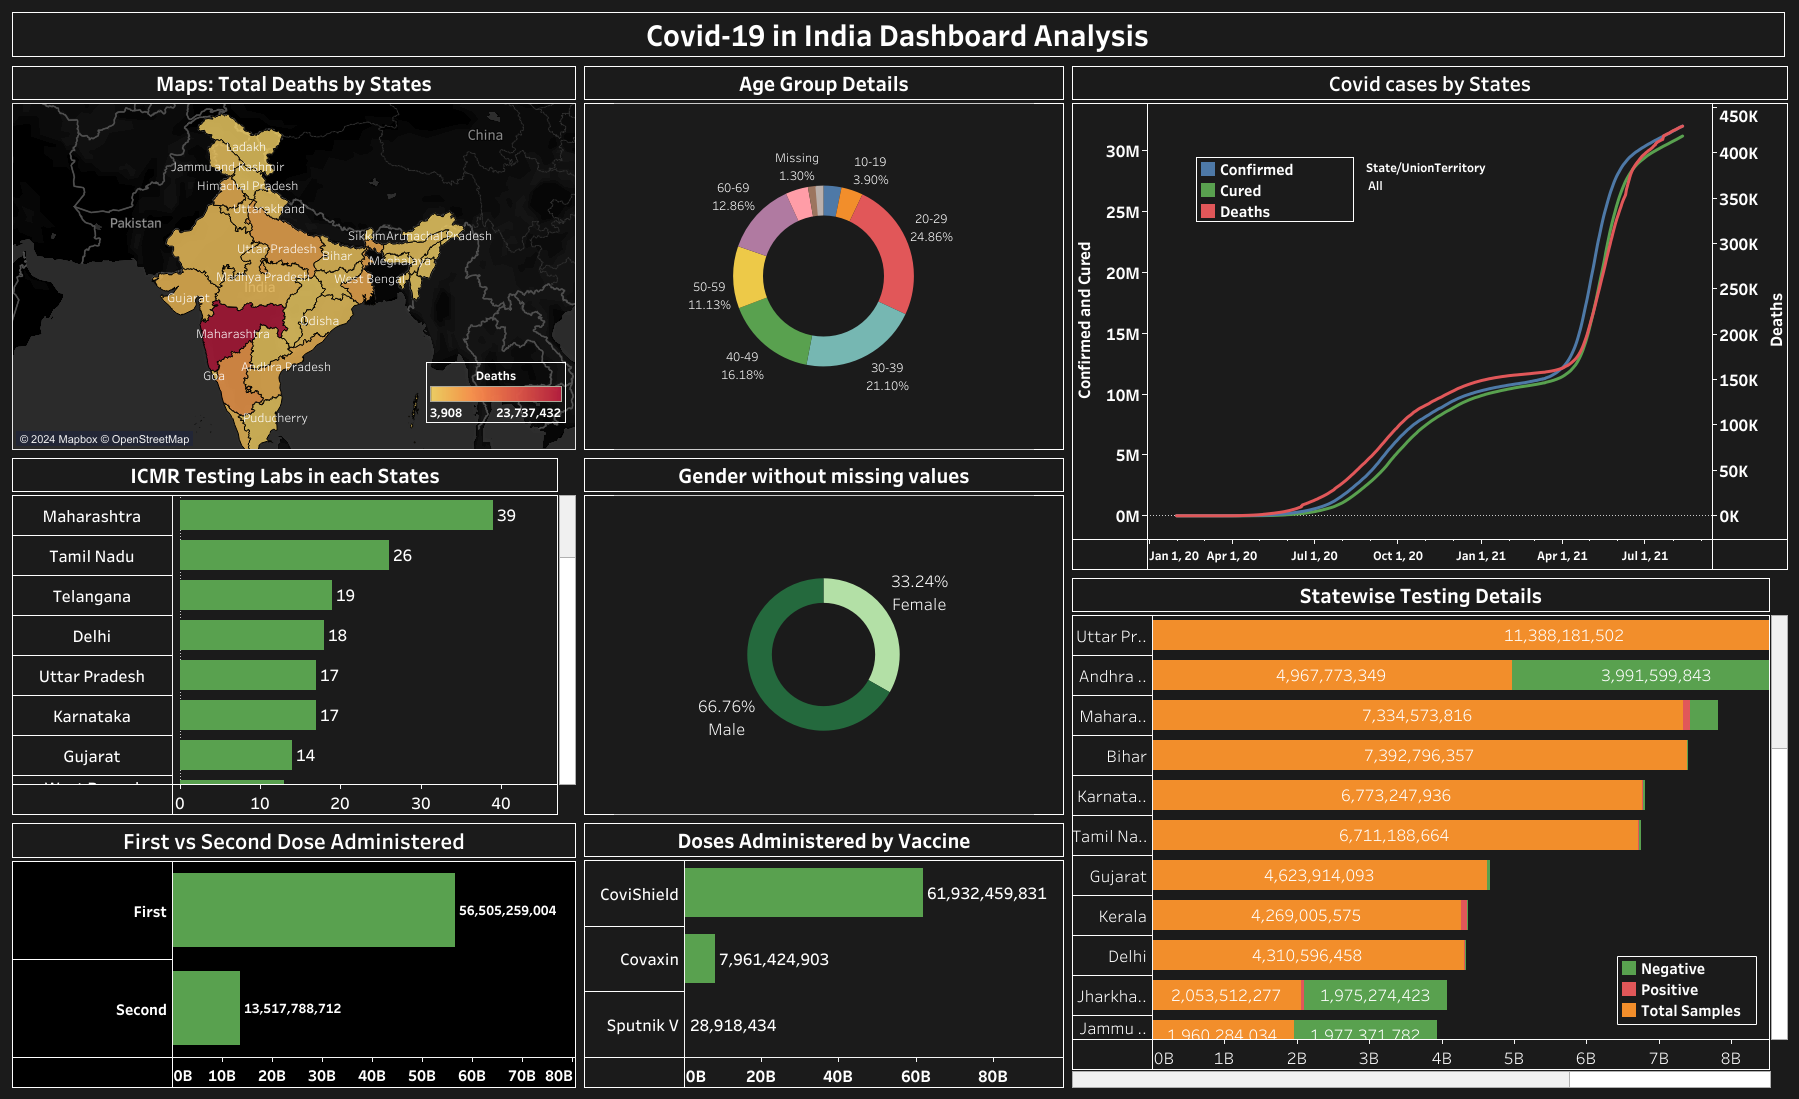 Covid-19 in India Dashboard Analysis
Maps: Total Deaths by States
China
Ladakh
Jammu and Kashmir
Himachal Pradesh
Uttarakhand
Pakistan
Sikkim
Arunachal Pradesh
Uttar Pradesh
Bihar
Meghalaya
Madhya Pradesh
West Bengal
India
Gujarat
Odisha
Maharashtra
Andhra Pradesh
Goa
Puducherry
Deaths
3,908
23,737,432
© 2024 Mapbox © OpenStreetMap
Age Group Details
Missing
1.30%
10-19
3.90%
60-69
12.86%
20-29
24.86%
50-59
11.13%
40-49
16.18%
30-39
21.10%
Covid cases by States
Confirmed
Cured
Deaths
State/UnionTerritory
All
Confirmed and Cured
30M
25M
20M
15M
10M
5M
0M
450K
400K
350K
300K
250K
200K
150K
100K
50K
0K
Deaths
Jan 1, 20
Apr 1, 20
Jul 1, 20
Oct 1, 20
Jan 1, 21
Apr 1, 21
Jul 1, 21
ICMR Testing Labs in each States
Maharashtra 39
Tamil Nadu 26
Telangana 19
Delhi 18
Uttar Pradesh 17
Karnataka 17
Gujarat 14
0 10 20 30 40
Gender without missing values
33.24%
Female
66.76%
Male
Statewise Testing Details
Uttar Pr.. 11,388,181,502
Andhra .. 4,967,773,349 3,991,599,843
Mahara.. 7,334,573,816
Bihar 7,392,796,357
Karnata.. 6,773,247,936
Tamil Na.. 6,711,188,664
Gujarat 4,623,914,093
Kerala 4,269,005,575
Delhi 4,310,596,458
Jharkha.. 2,053,512,277 1,975,274,423
Jammu .. 1,960,284,034 1,977,371,782
Negative
Positive
Total Samples
0B 1B 2B 3B 4B 5B 6B 7B 8B
First vs Second Dose Administered
First 56,505,259,004
Second 13,517,788,712
0B 10B 20B 30B 40B 50B 60B 70B 80B
Doses Administered by Vaccine
CoviShield 61,932,459,831
Covaxin 7,961,424,903
Sputnik V 28,918,434
0B 20B 40B 60B 80B